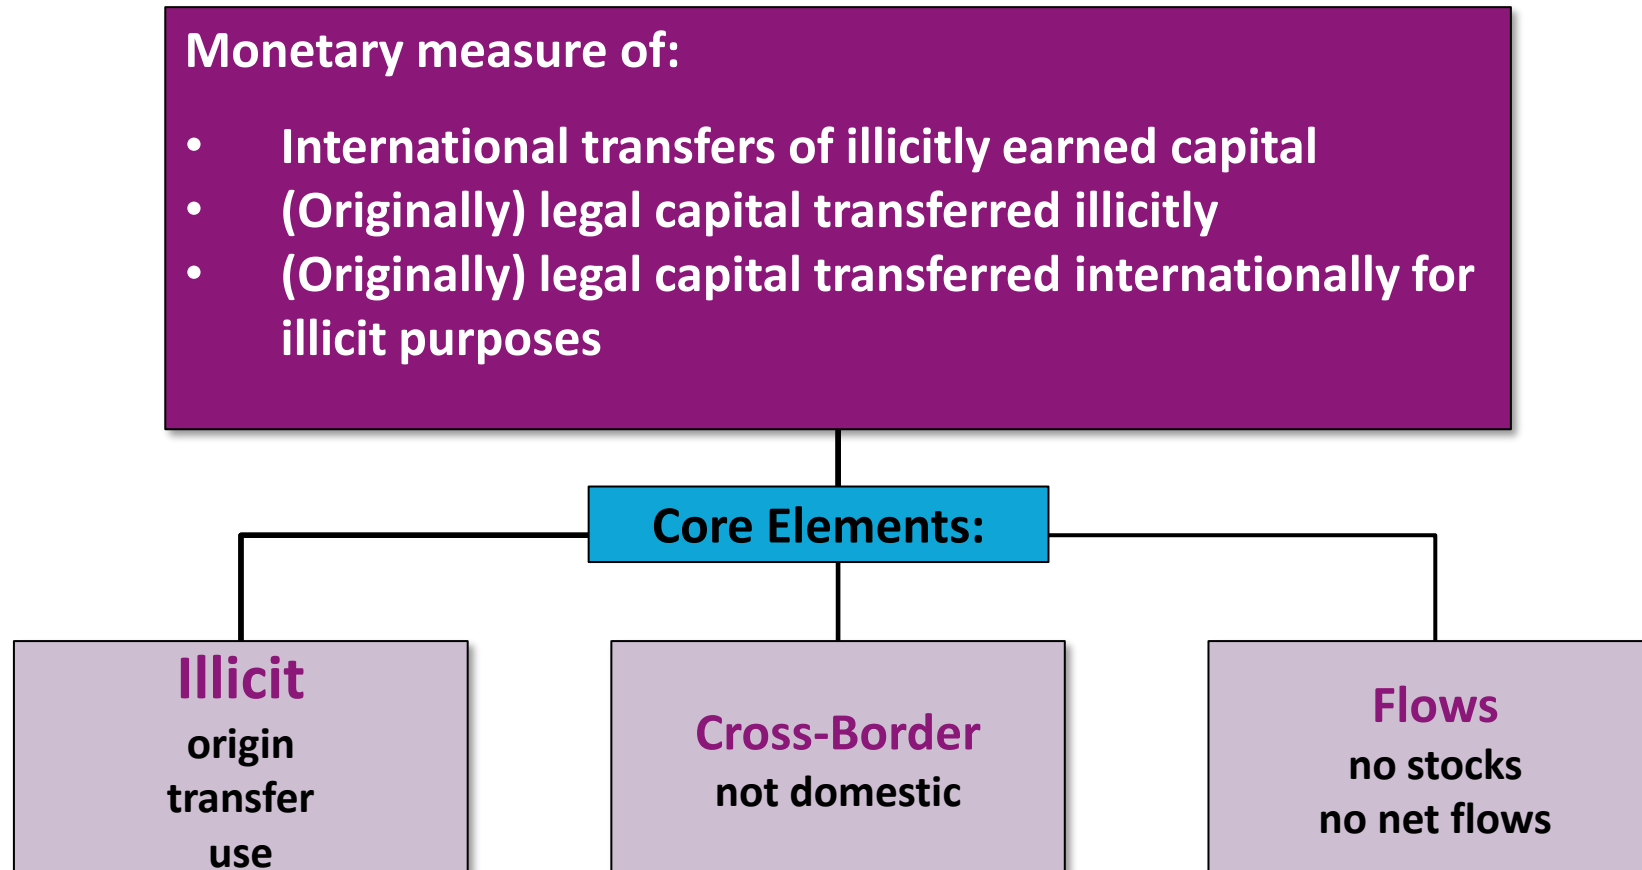 Monetary measure of:
• International transfers of illicitly earned capital
• (Originally) legal capital transferred illicitly
• (Originally) legal capital transferred internationally for
illicit purposes
Core Elements:
Illicit
origin
transfer
use
Cross-Border
not domestic
Flows
no stocks
no net flows